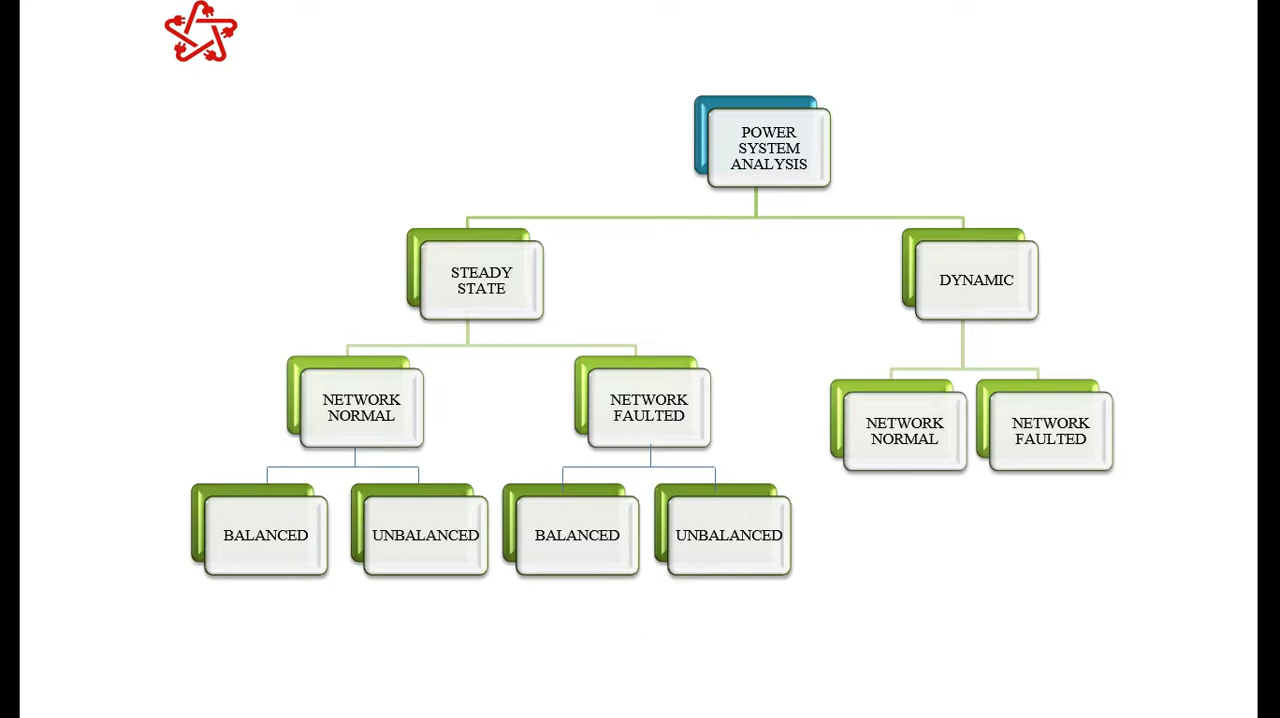 POWER
SYSTEM
ANALYSIS
STEADY
STATE
DYNAMIC
NETWORK
NORMAL
NETWORK
FAULTED
NETWORK
NORMAL
NETWORK
FAULTED
BALANCED
UNBALANCED
BALANCED
UNBALANCED